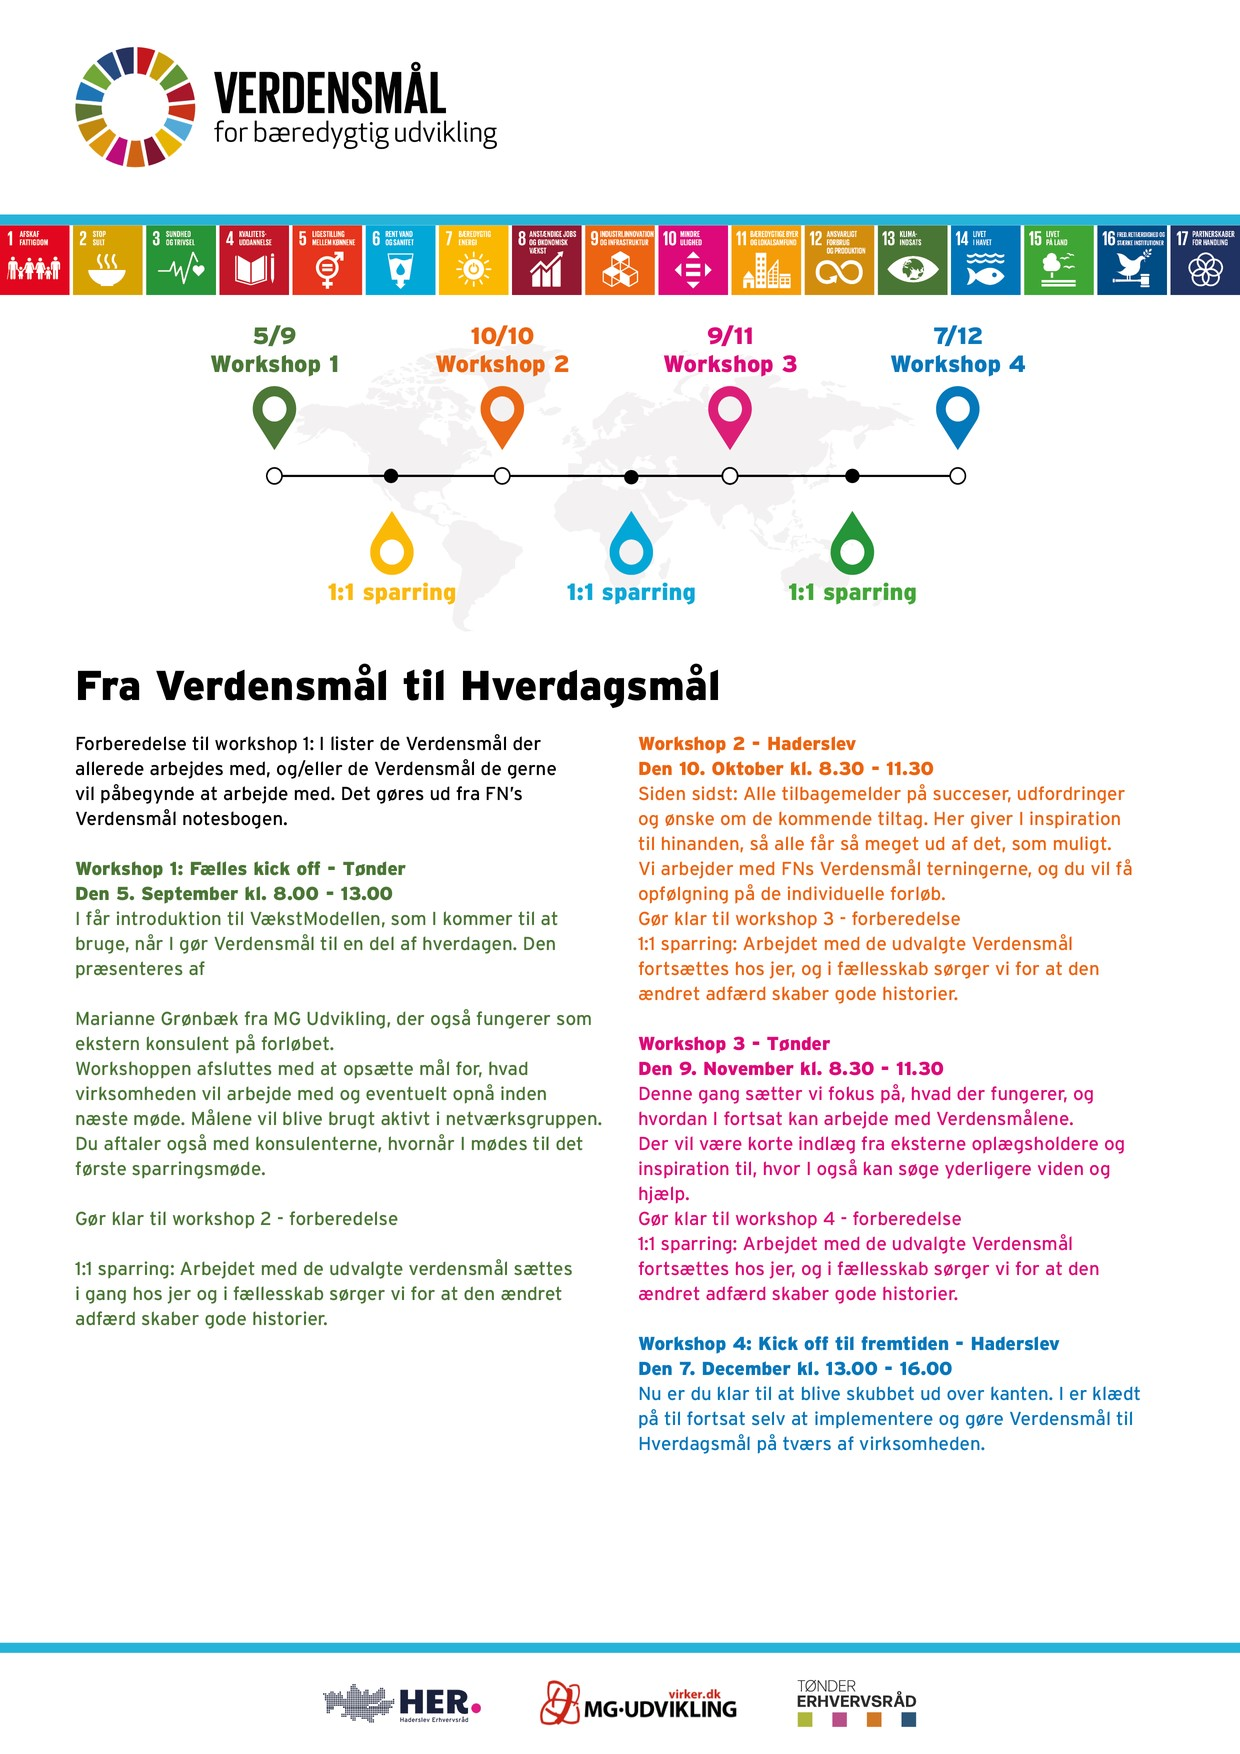 VERDENSMÅL
for bæredygtig udvikling
1 AFSKAF FATTIGDOM
2 STOP SULT
3 SUNDHED OG TRIVSEL
4 KVALITETS-UDDANNELSE
5 LIGESTILLING MELLEM KØNNENE
6 RENT VAND OG SANITET
7 BÆREDYGTIG ENERGI
8 ANSTÆNDIGE JOBS OG ØKONOMISK VÆKST
9 INDUSTRI, INNOVATION OG INFRASTRUKTUR
10 MINDRE ULIGHED
11 BÆREDYGTIGE BYER OG LOKALSAMFUND
12 ANSVARLIGT FORBRUG OG PRODUKTION
13 KLIMA-INDSATS
14 LIVET I HAVET
15 LIVET PÅ LAND
16 FRED, RETFÆRDIGHED OG STÆRKE INSTITUTIONER
17 PARTNERSKABER FOR HANDLING
5/9
Workshop 1
10/10
Workshop 2
9/11
Workshop 3
7/12
Workshop 4
1:1 sparring
1:1 sparring
1:1 sparring
Fra Verdensmål til Hverdagsmål
Forberedelse til workshop 1: I lister de Verdensmål der
allerede arbejdes med, og/eller de Verdensmål de gerne
vil påbegynde at arbejde med. Det gøres ud fra FN's
Verdensmål notesbogen.
Workshop 1: Fælles kick off - Tønder
Den 5. September kl. 8.00 - 13.00
I får introduktion til VækstModellen, som I kommer til at
bruge, når I gør Verdensmål til en del af hverdagen. Den
præsenteres af
Marianne Grønbæk fra MG Udvikling, der også fungerer som
ekstern konsulent på forløbet.
Workshoppen afsluttes med at opsætte mål for, hvad
virksomheden vil arbejde med og eventuelt opnå inden
næste møde. Målene vil blive brugt aktivt i netværksgruppen.
Du aftaler også med konsulenterne, hvornår I mødes til det
første sparringsmøde.
Gør klar til workshop 2 - forberedelse
1:1 sparring: Arbejdet med de udvalgte verdensmål sættes
i gang hos jer og i fællesskab sørger vi for at den ændret
adfærd skaber gode historier.
Workshop 2 - Haderslev
Den 10. Oktober kl. 8.30 - 11.30
Siden sidst: Alle tilbagemelder på succeser, udfordringer
og ønske om de kommende tiltag. Her giver I inspiration
til hinanden, så alle får så meget ud af det, som muligt.
Vi arbejder med FNs Verdensmål terningerne, og du vil få
opfølgning på de individuelle forløb.
Gør klar til workshop 3 - forberedelse
1:1 sparring: Arbejdet med de udvalgte Verdensmål
fortsættes hos jer, og i fællesskab sørger vi for at den
ændret adfærd skaber gode historier.
Workshop 3 - Tønder
Den 9. November kl. 8.30 - 11.30
Denne gang sætter vi fokus på, hvad der fungerer, og
hvordan I fortsat kan arbejde med Verdensmålene.
Der vil være korte indlæg fra eksterne oplægsholdere og
inspiration til, hvor I også kan søge yderligere viden og
hjælp.
Gør klar til workshop 4 - forberedelse
1:1 sparring: Arbejdet med de udvalgte Verdensmål
fortsættes hos jer, og i fællesskab sørger vi for at den
ændret adfærd skaber gode historier.
Workshop 4: Kick off til fremtiden - Haderslev
Den 7. December kl. 13.00 - 16.00
Nu er du klar til at blive skubbet ud over kanten. I er klædt
på til fortsat selv at implementere og gøre Verdensmål til
Hverdagsmål på tværs af virksomheden.
HER.
Haderslev Erhvervsråd
virker.dk
MG·UDVIKLING
TØNDER
ERHVERVSRÅD